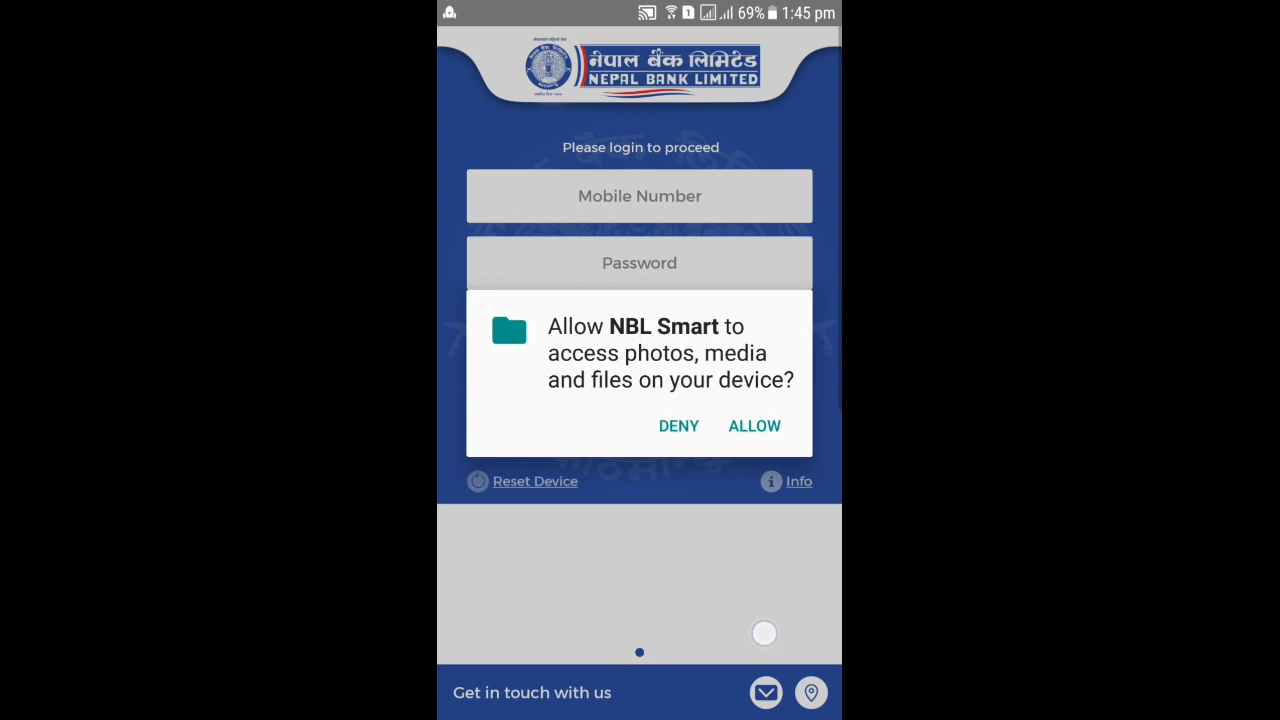 1
69%
1:45 pm
नेपाल बैंक लिमिटेड
NEPAL BANK LIMITED
Please login to proceed
Mobile Number
Password
Allow NBL Smart to
access photos, media
and files on your device?
DENY
ALLOW
Reset Device
Info
Get in touch with us